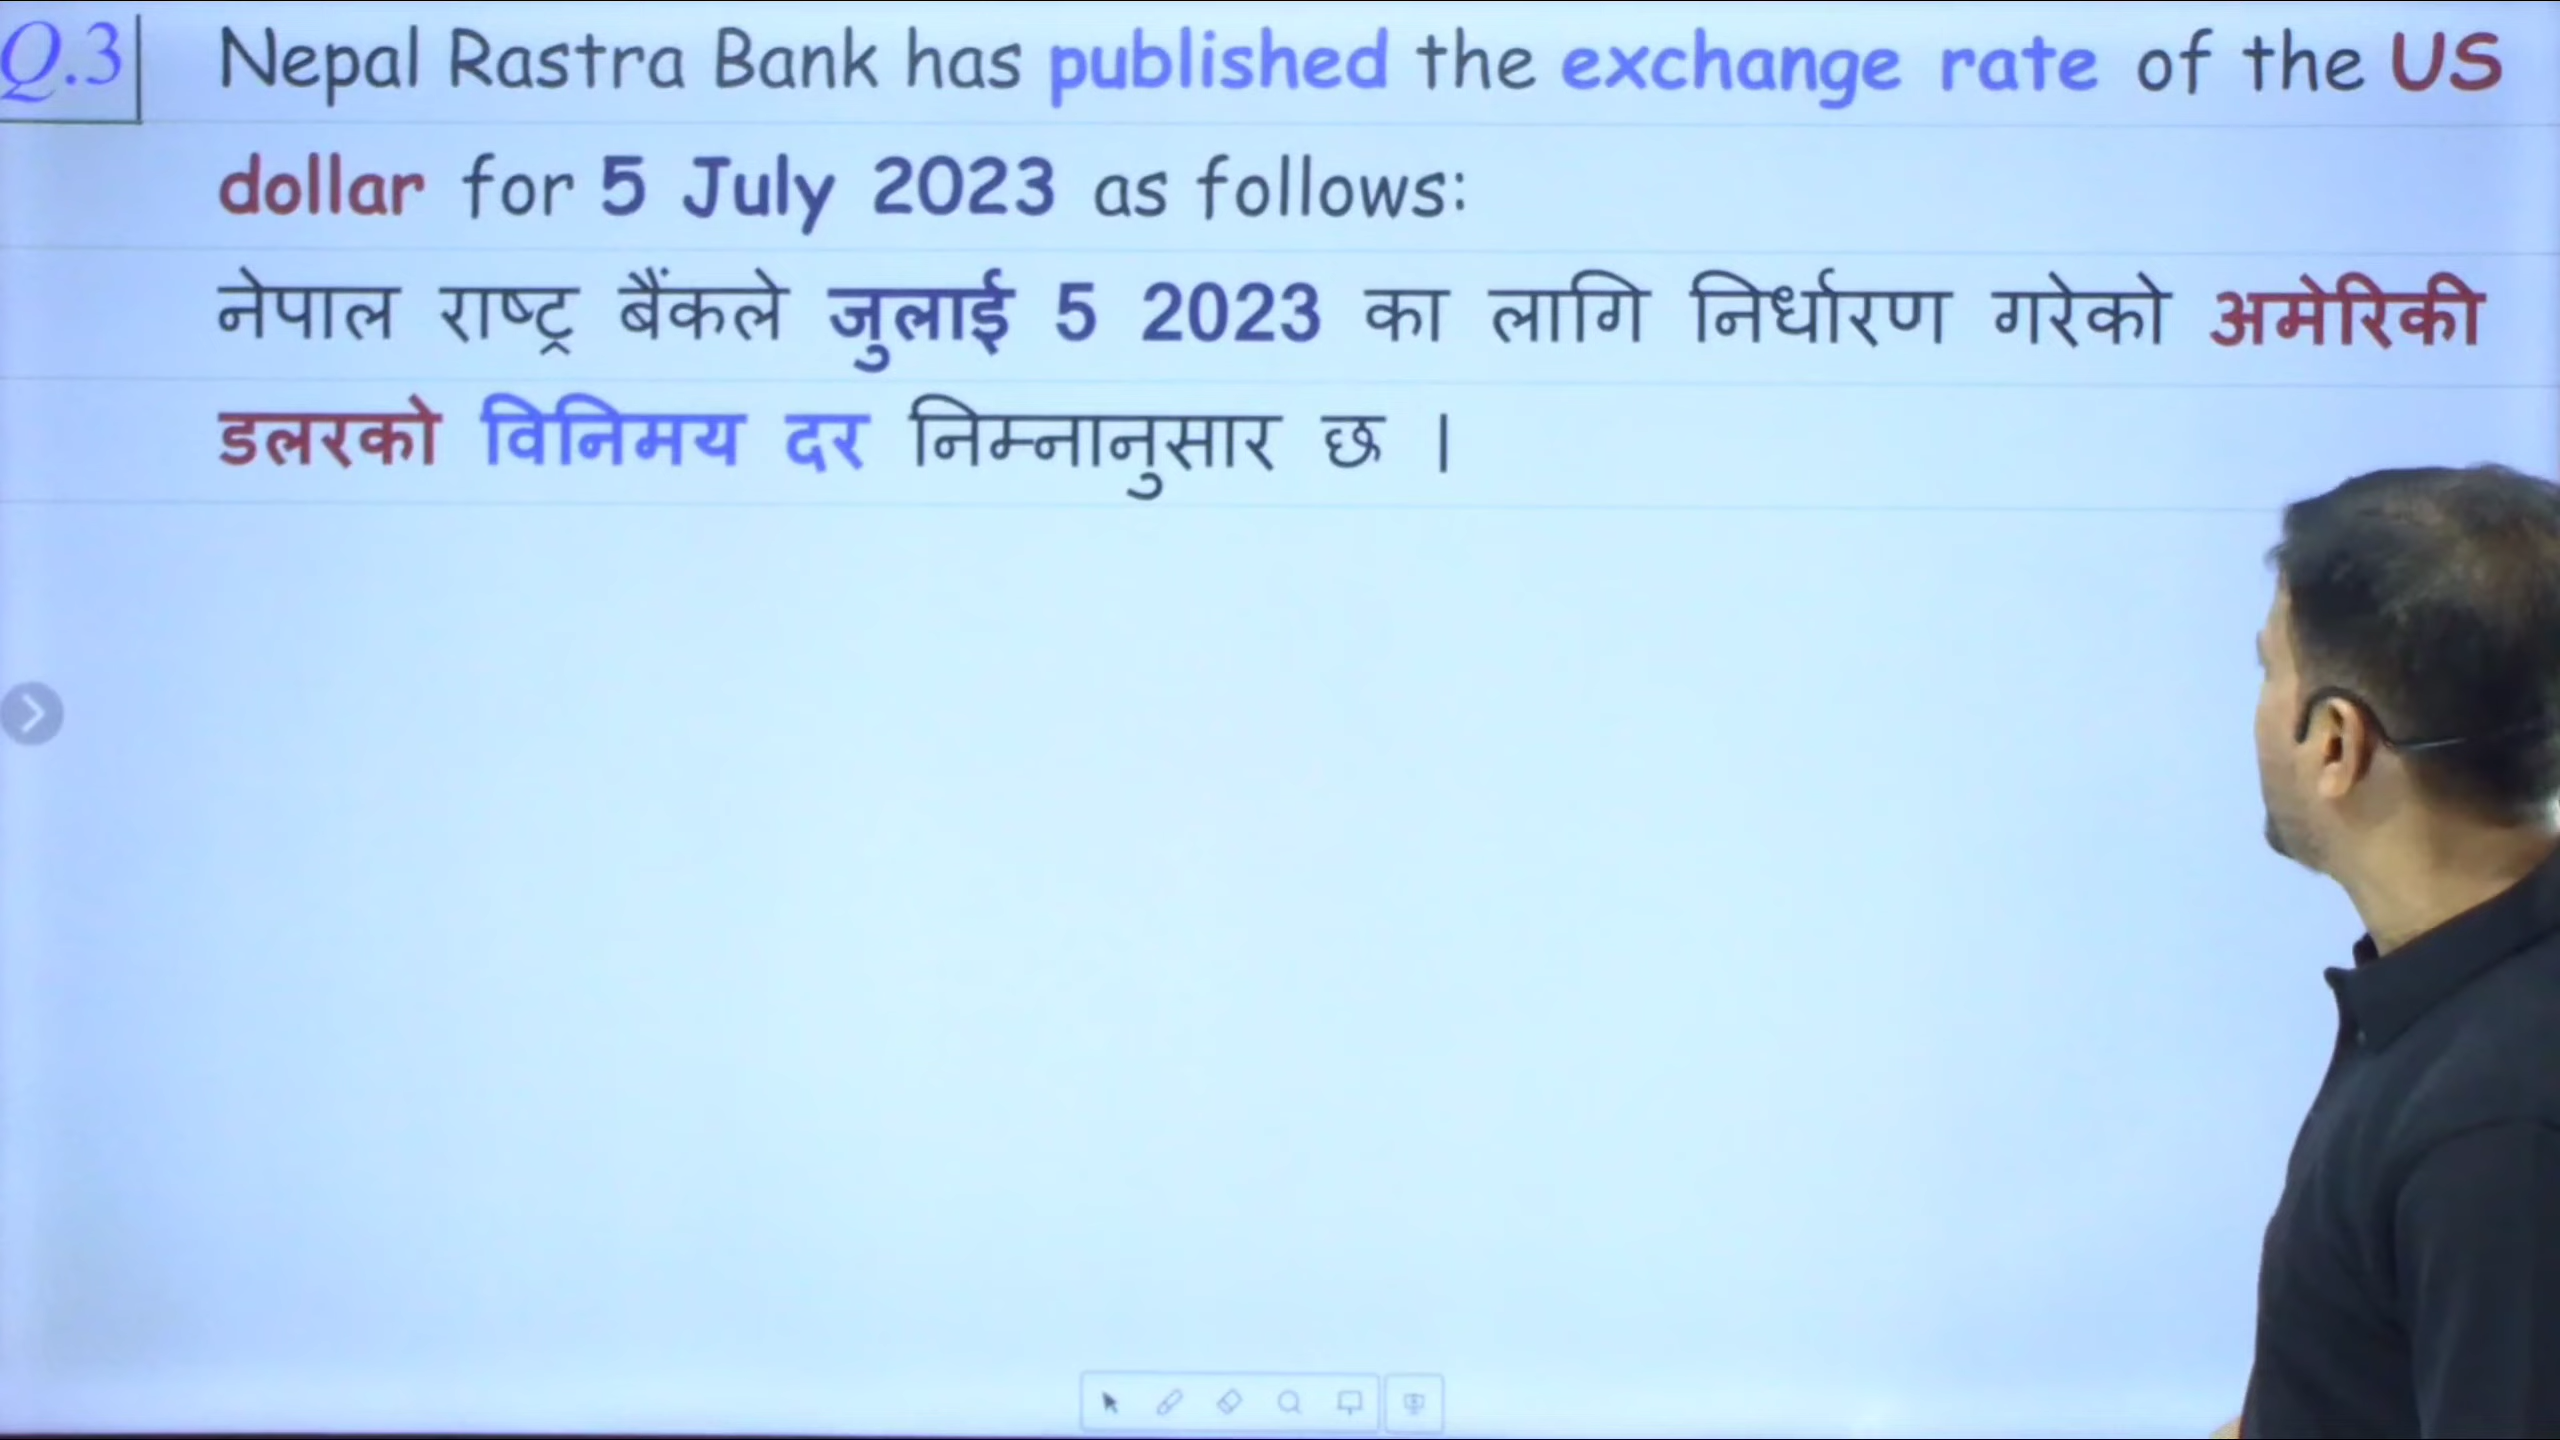 Q.3 Nepal Rastra Bank has published the exchange rate of the US
dollar for 5 July 2023 as follows:
नेपाल राष्ट्र बैंकले जुलाई 5 2023 का लागि निर्धारण गरेको अमेरिकी
डलरको विनिमय दर निम्नानुसार छ ।